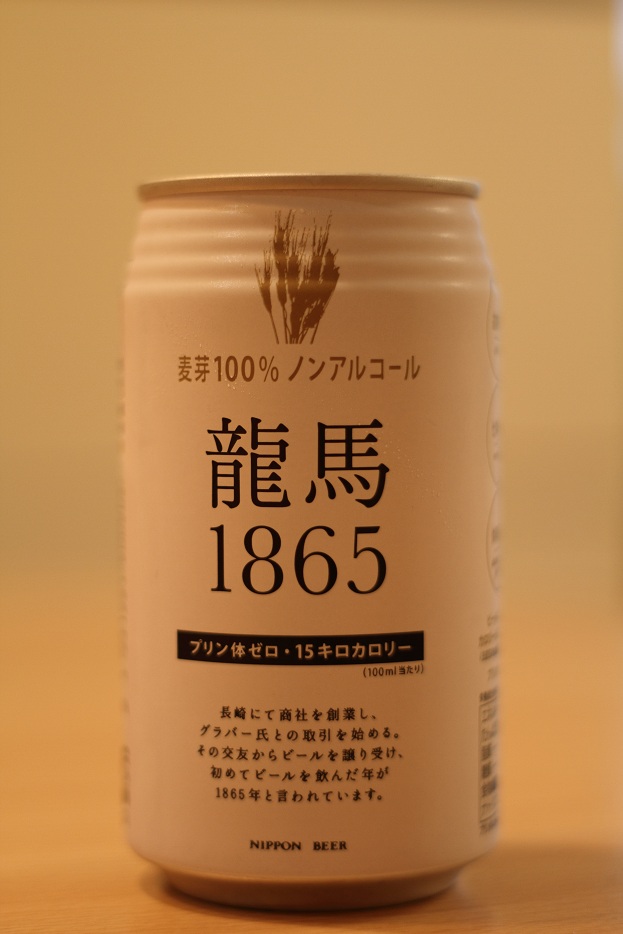 麦芽100% ノンアルコール
龍馬
1865
プリン体ゼロ・15キロカロリー
(100ml当たり)
長崎にて商社を創業し、
グラバー氏との取引を始める。
その交友からビールを譲り受け、
初めてビールを飲んだ年が
1865年と言われています。
NIPPON BEER